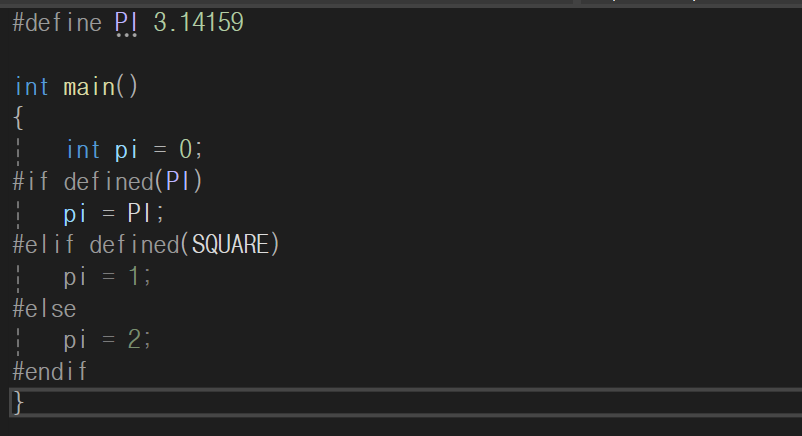 #define PI 3.14159
int main()
{
int pi = 0;
#if defined(PI)
pi = PI;
#elif defined(SQUARE)
pi = 1;
#else
pi = 2;
#endif
}